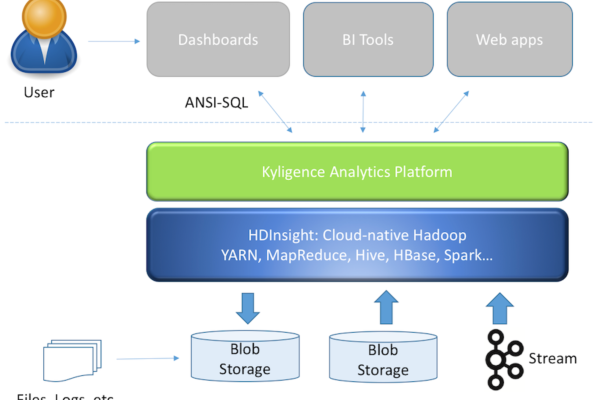 Dashboards
BI Tools
Web apps
User
ANSI-SQL
Kyligence Analytics Platform
HDInsight: Cloud-native Hadoop
YARN, MapReduce, Hive, HBase, Spark...
Blob
Storage
Blob
Storage
Stream
Files, Logs, etc